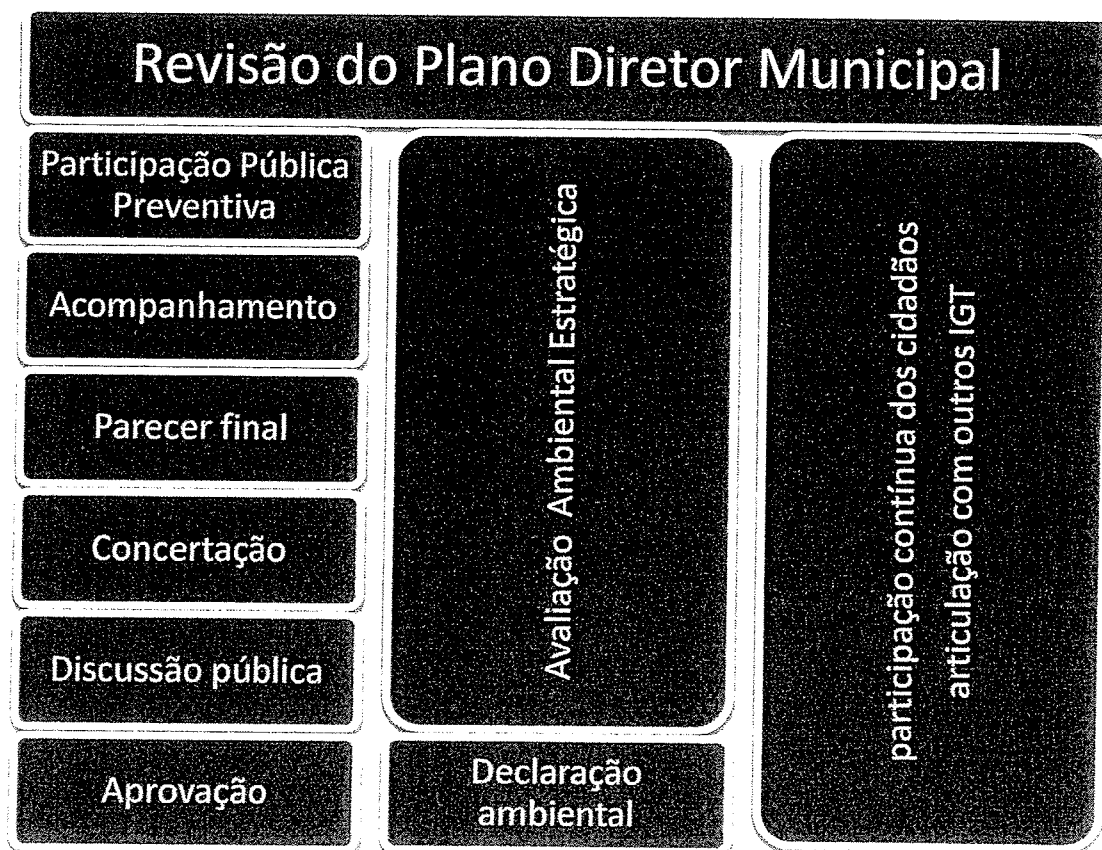 Revisão do Plano Diretor Municipal
Participação Pública
Preventiva
Acompanhamento
Parecer final
Concertação
Discussão pública
Aprovação
Avaliação Ambiental Estratégica
Declaração
ambiental
participação contínua dos cidadãos
articulação com outros IGT